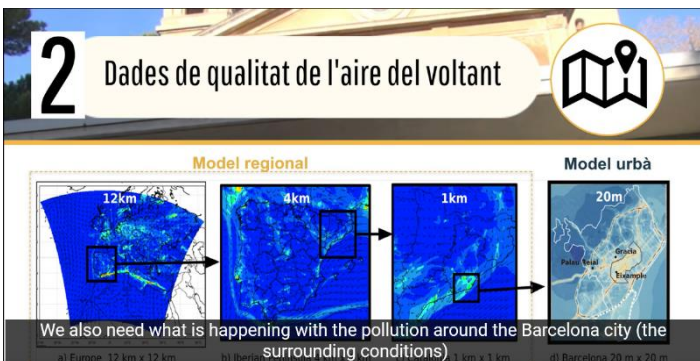 2
Dades de qualitat de l'aire del voltant
Model regional
Model urbà
12km
4km
1km
20m
Palau Reial
Gracia
Eixample
We also need what is happening with the pollution around the Barcelona city (the
surrounding conditions)
a) Europe 12 km x 12 km
1 km x 1 km
d) Barcelona 20 m x 20 m